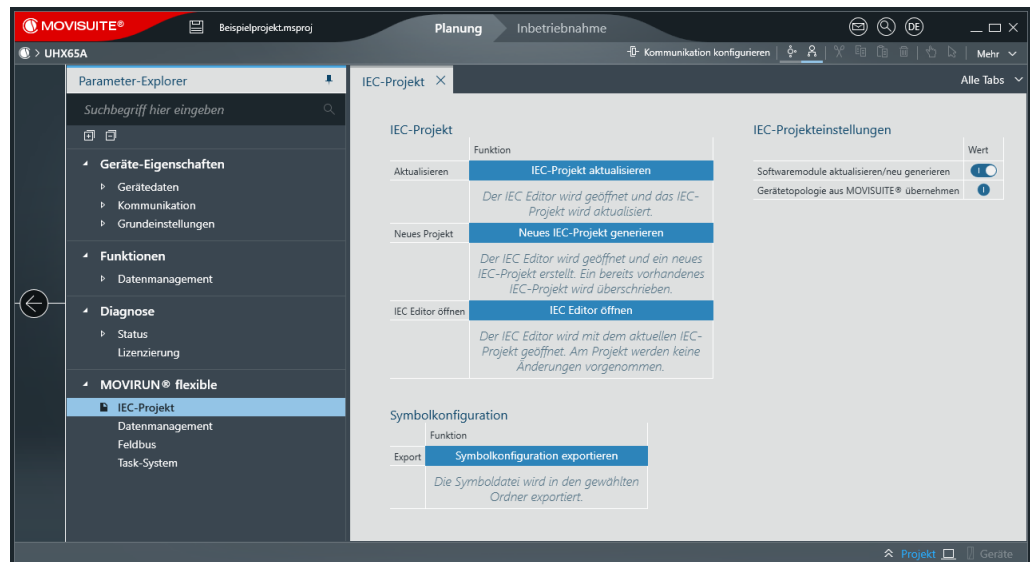 MOVISUITE®
Beispielprojekt.msproj
Planung
Inbetriebnahme
DE
> UHX65A
Kommunikation konfigurieren
Mehr
Parameter-Explorer
IEC-Projekt
Alle Tabs
Suchbegriff hier eingeben
Geräte-Eigenschaften
Gerätedaten
Kommunikation
Grundeinstellungen
Funktionen
Datenmanagement
Diagnose
Status
Lizenzierung
MOVIRUN® flexible
IEC-Projekt
Datenmanagement
Feldbus
Task-System
IEC-Projekt
Funktion
Aktualisieren
IEC-Projekt aktualisieren
Der IEC Editor wird geöffnet und das IEC-
Projekt wird aktualisiert.
Neues Projekt
Neues IEC-Projekt generieren
Der IEC Editor wird geöffnet und ein neues
IEC-Projekt erstellt. Ein bereits vorhandenes
IEC-Projekt wird überschrieben.
IEC Editor öffnen
IEC Editor öffnen
Der IEC Editor wird mit dem aktuellen IEC-
Projekt geöffnet. Am Projekt werden keine
Änderungen vorgenommen.
Symbolkonfiguration
Funktion
Export
Symbolkonfiguration exportieren
Die Symboldatei wird in den gewählten
Ordner exportiert.
IEC-Projekteinstellungen
Wert
Softwaremodule aktualisieren/neu generieren
Gerätetopologie aus MOVISUITE® übernehmen
Projekt
Geräte